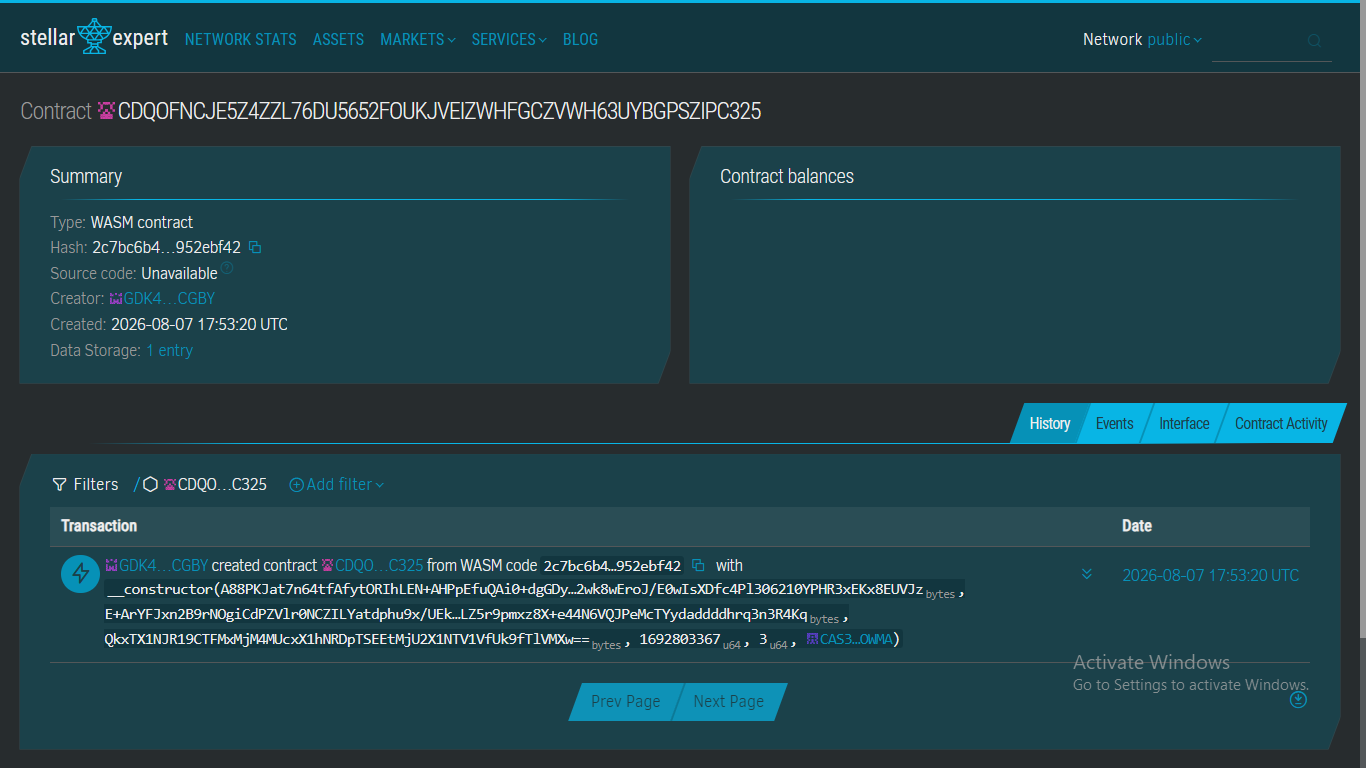 stellar expert NETWORK STATS ASSETS MARKETS SERVICES BLOG Network public
Contract CDQOFNCJE5Z4ZZL76DU5652FOUKJVEIZWHFGCZVWH63UYBGPSZIPC325
Summary
Type: WASM contract
Hash: 2c7bc6b4…952ebf42
Source code: Unavailable
Creator: GDK4…CGBY
Created: 2026-08-07 17:53:20 UTC
Data Storage: 1 entry
Contract balances
History Events Interface Contract Activity
Filters / CDQO…C325 Add filter
Transaction Date
GDK4…CGBY created contract CDQO…C325 from WASM code 2c7bc6b4…952ebf42 with
__constructor(A88PKJat7n64tfAfytORIhLEN+AHPpEfuQAi0+dgGDy…2wk8wEroJ/E0wIsXDfc4Pl306210YPHR3xEKx8EUVJz bytes ,
E+ArYFJxn2B9rNOgiCdPZVlr0NCZILYatdphu9x/UEk…LZ5r9pmxz8X+e44N6VQJPeMcTYydaddddhrq3n3R4Kq bytes ,
QkxTX1NJR19CTFMxMjM4MUcxX1hNRDpTSEEtMjU2X1NTV1VfUk9fTlVMXw== bytes , 1692803367 u64 , 3 u64 , CAS3…OWMA)
2026-08-07 17:53:20 UTC
Prev Page Next Page
Activate Windows
Go to Settings to activate Windows.